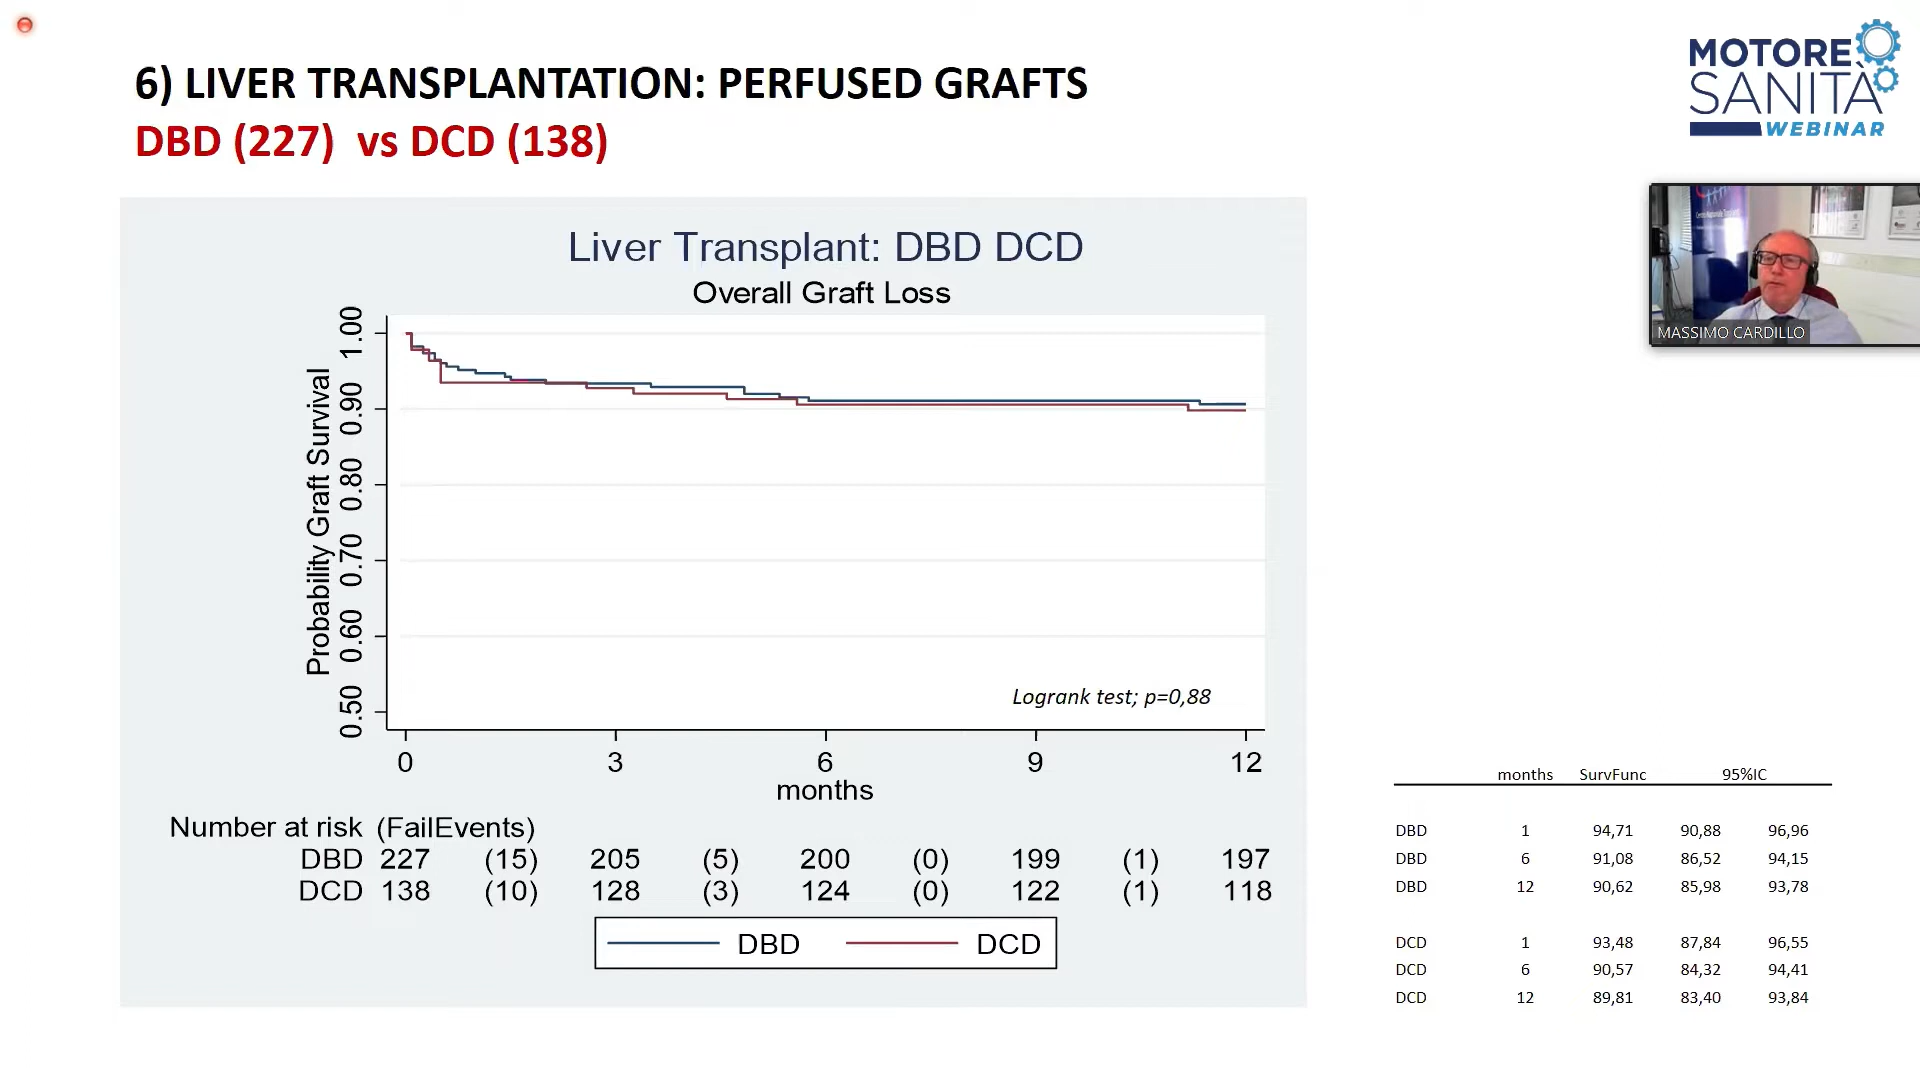 6) LIVER TRANSPLANTATION: PERFUSED GRAFTS
DBD (227) vs DCD (138)
MOTORE
SANITÀ
WEBINAR
MASSIMO CARDILLO
Liver Transplant: DBD DCD
Overall Graft Loss
Probability Graft Survival
1.00
0.90
0.80
0.70
0.60
0.50
Logrank test; p=0,88
0 3 6 9 12
months
Number at risk (FailEvents)
DBD 227 (15) 205 (5) 200 (0) 199 (1) 197
DCD 138 (10) 128 (3) 124 (0) 122 (1) 118
DBD DCD
months SurvFunc 95%IC
DBD 1 94,71 90,88 96,96
DBD 6 91,08 86,52 94,15
DBD 12 90,62 85,98 93,78
DCD 1 93,48 87,84 96,55
DCD 6 90,57 84,32 94,41
DCD 12 89,81 83,40 93,84